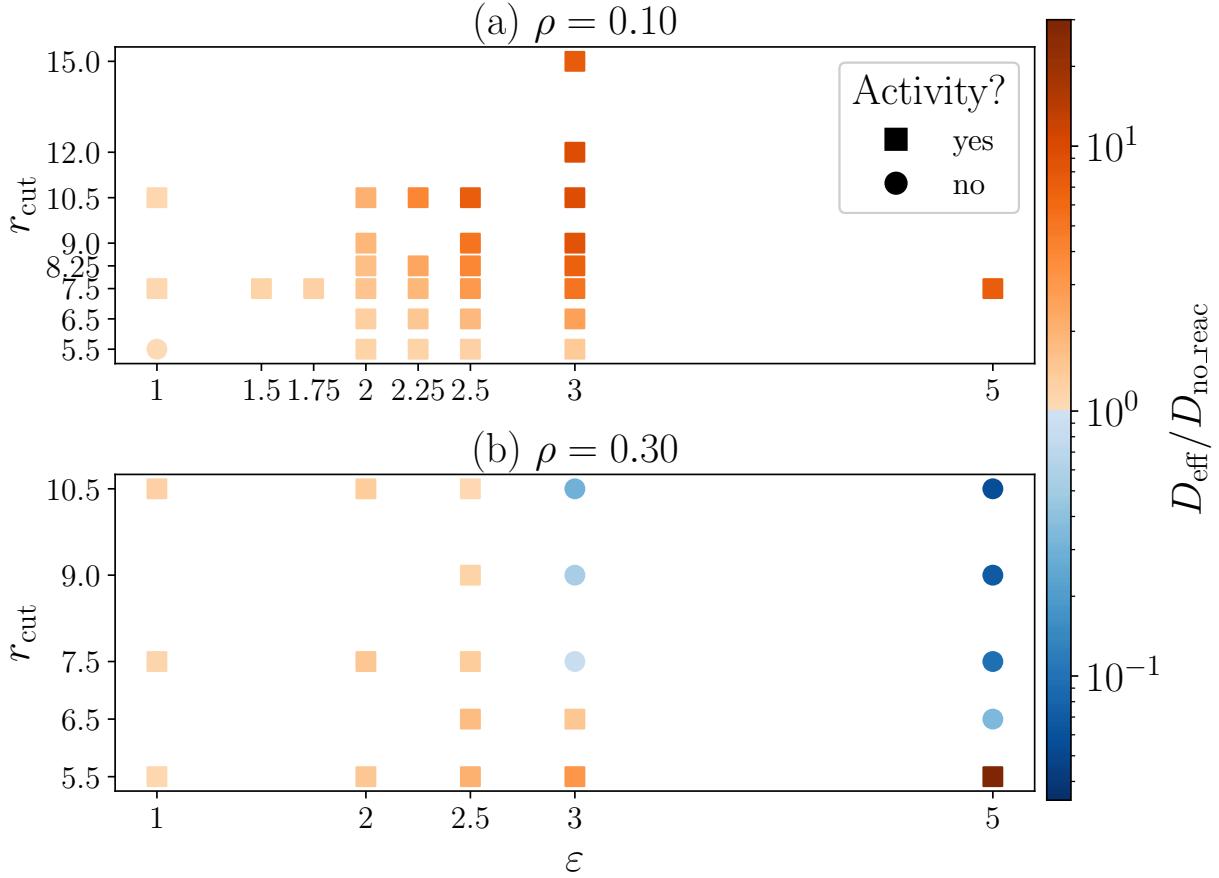 (a) ρ = 0.10
15.0
12.0
10.5
9.0
8.25
7.5
6.5
5.5
r_cut
1 1.5 1.75 2 2.25 2.5 3 5
Activity?
yes
no
(b) ρ = 0.30
10.5
9.0
7.5
6.5
5.5
r_cut
1 2 2.5 3 5
ε
10^1
10^0
10^-1
D_eff/D_no_reac